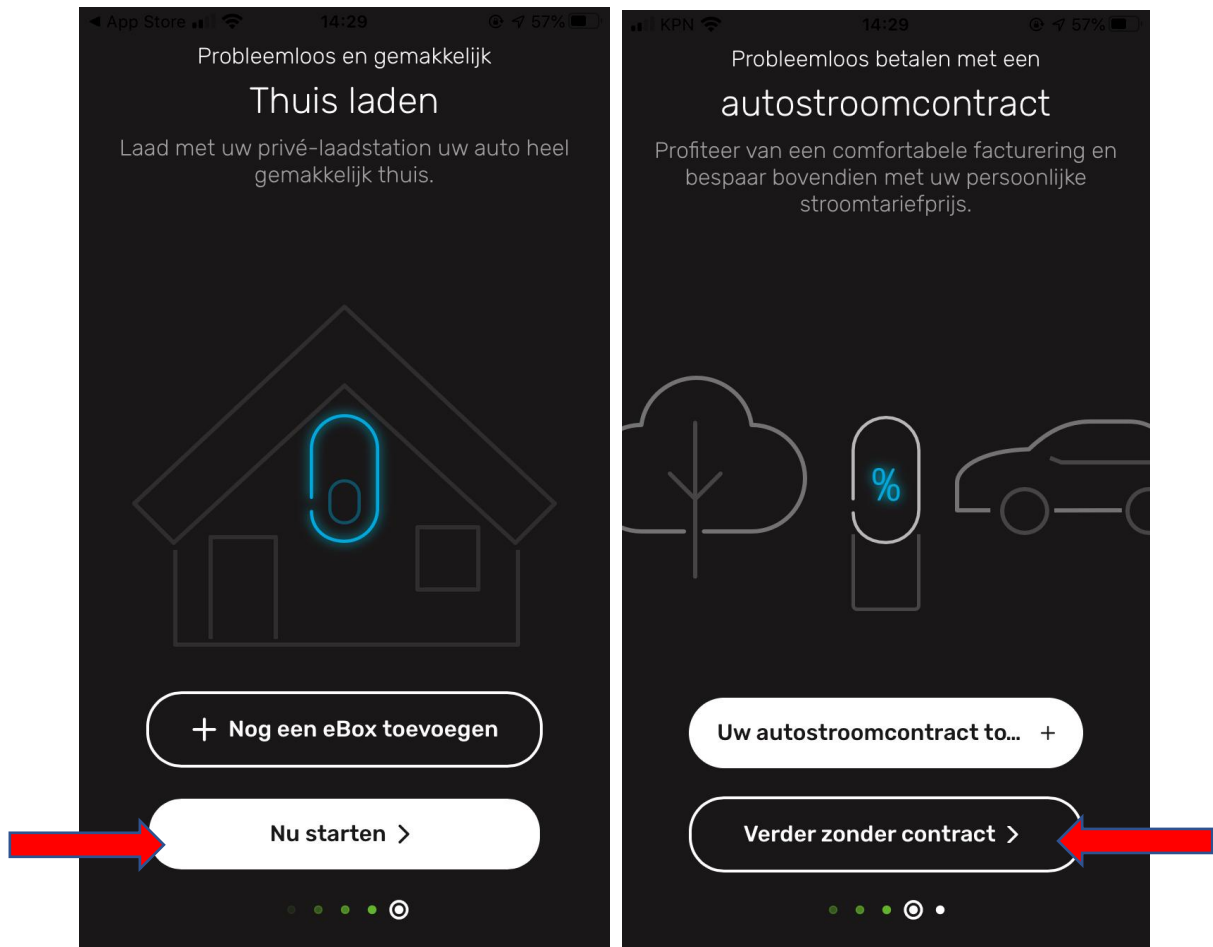 App Store
14:29
57%
Probleemloos en gemakkelijk
Thuis laden
Laad met uw privé-laadstation uw auto heel
gemakkelijk thuis.
+ Nog een eBox toevoegen
Nu starten >
KPN
14:29
57%
Probleemloos betalen met een
autostroomcontract
Profiteer van een comfortabele facturering en
bespaar bovendien met uw persoonlijke
stroomtariefprijs.
%
Uw autostroomcontract to... +
Verder zonder contract >